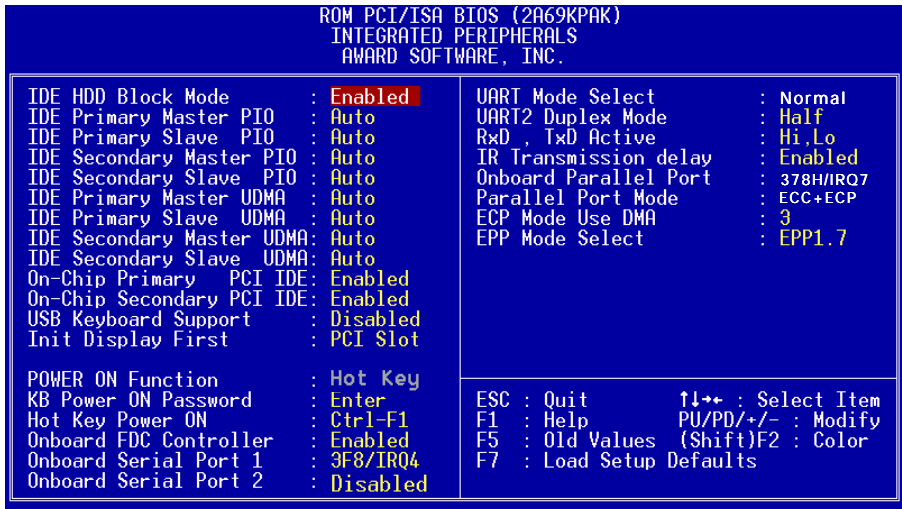 ROM PCI/ISA BIOS (2A69KPAK)
INTEGRATED PERIPHERALS
AWARD SOFTWARE, INC.
IDE HDD Block Mode : Enabled
IDE Primary Master PIO : Auto
IDE Primary Slave PIO : Auto
IDE Secondary Master PIO : Auto
IDE Secondary Slave PIO : Auto
IDE Primary Master UDMA : Auto
IDE Primary Slave UDMA : Auto
IDE Secondary Master UDMA: Auto
IDE Secondary Slave UDMA: Auto
On-Chip Primary PCI IDE: Enabled
On-Chip Secondary PCI IDE: Enabled
USB Keyboard Support : Disabled
Init Display First : PCI Slot
POWER ON Function : Hot Key
KB Power ON Password : Enter
Hot Key Power ON : Ctrl-F1
Onboard FDC Controller : Enabled
Onboard Serial Port 1 : 3F8/IRQ4
Onboard Serial Port 2 : Disabled
UART Mode Select : Normal
UART2 Duplex Mode : Half
RxD , TxD Active : Hi,Lo
IR Transmission delay : Enabled
Onboard Parallel Port : 378H/IRQ7
Parallel Port Mode : ECC+ECP
ECP Mode Use DMA : 3
EPP Mode Select : EPP1.7
ESC : Quit ↑↓→← : Select Item
F1 : Help PU/PD/+/- : Modify
F5 : Old Values (Shift)F2 : Color
F7 : Load Setup Defaults